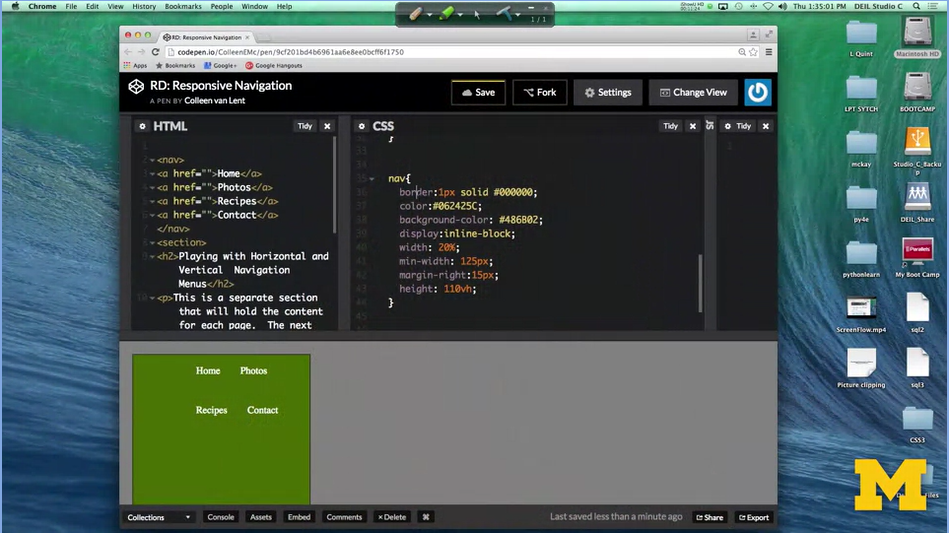 Chrome File Edit View History Bookmarks Window Help
Thu 1:35:01 PM DEIL Studio C
1/1
RD: Responsive Navigation
codepen.io/ColleenEMc/pen/9cf201bd4b6961aa6e8ee0bcff6f1750
Apps Bookmarks Google+ Google Hangouts
RD: Responsive Navigation
A PEN BY Colleen van Lent
Save Fork Settings Change View
HTML Tidy
CSS Tidy
Tidy
<nav>
<a href="">Home</a>
<a href="">Photos</a>
<a href="">Recipes</a>
<a href="">Contact</a>
</nav>
<section>
<h2>Playing with Horizontal and
Vertical Navigation
Menus</h2>
<p>This is a separate section
that will hold the content
for each page. The next
}
nav{
border:1px solid #000000;
color:#062425C;
background-color: #486B02;
display:inline-block;
width: 20%;
min-width: 125px;
margin-right:15px;
height: 110vh;
}
Home Photos
Recipes Contact
Collections Console Assets Embed Comments ×Delete ⌘
Last saved less than a minute ago Share Export
L Quint
Macintosh HD
LPT SYTCH
BOOTCAMP
mckay
Studio_C_Backu
p
py4e
DEIL_Share
pythonlearn
My Boot Camp
ScreenFlow.mp4
sql2
Picture clipping
sql3
CSS3
Files
M